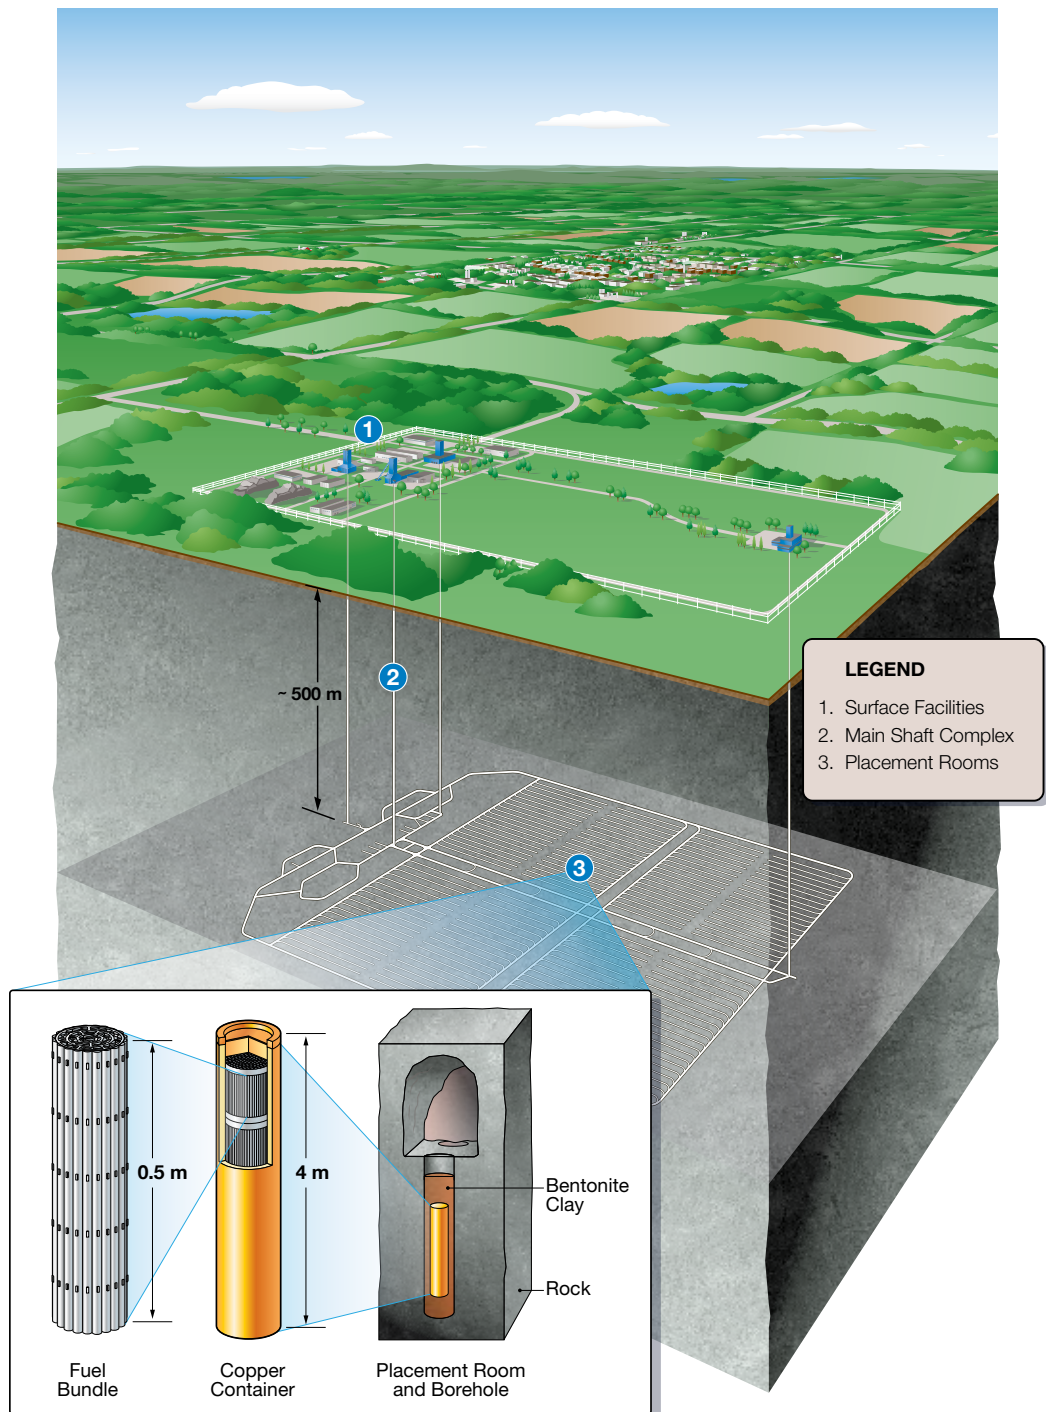 1
2
~ 500 m
LEGEND
1. Surface Facilities
2. Main Shaft Complex
3. Placement Rooms
3
0.5 m
4 m
Bentonite
Clay
Rock
Fuel
Bundle
Copper
Container
Placement Room
and Borehole